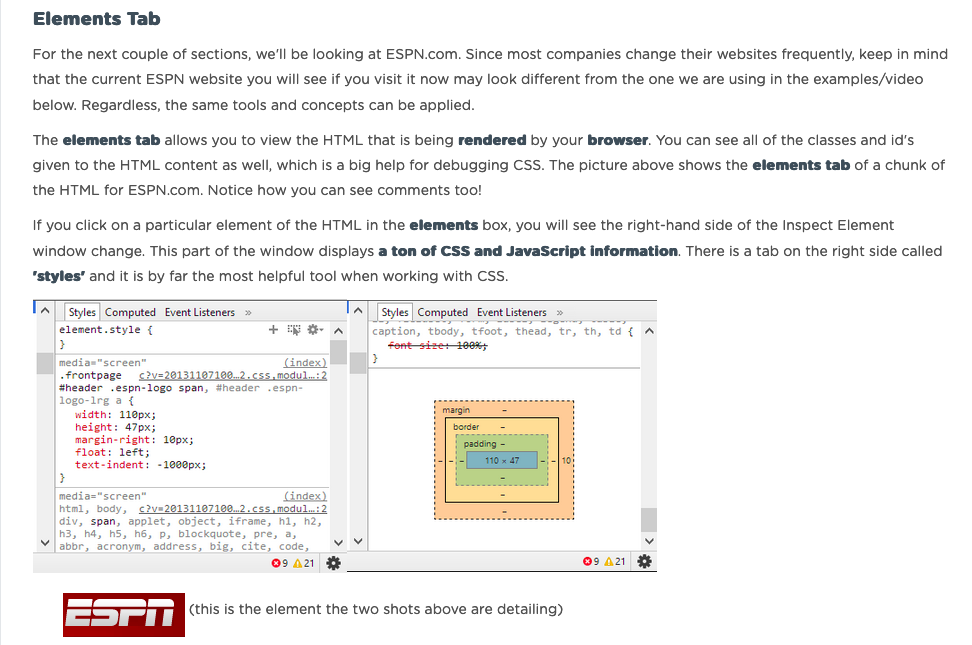 Elements Tab
For the next couple of sections, we'll be looking at ESPN.com. Since most companies change their websites frequently, keep in mind
that the current ESPN website you will see if you visit it now may look different from the one we are using in the examples/video
below. Regardless, the same tools and concepts can be applied.
The elements tab allows you to view the HTML that is being rendered by your browser. You can see all of the classes and id's
given to the HTML content as well, which is a big help for debugging CSS. The picture above shows the elements tab of a chunk of
the HTML for ESPN.com. Notice how you can see comments too!
If you click on a particular element of the HTML in the elements box, you will see the right-hand side of the Inspect Element
window change. This part of the window displays a ton of CSS and JavaScript information. There is a tab on the right side called
'styles' and it is by far the most helpful tool when working with CSS.
Styles Computed Event Listeners »
element.style {
}
media="screen" (index)
.frontpage c?v=20131107100…2.css,modul…:2
#header .espn-logo span, #header .espn-
logo-lrg a {
width: 110px;
height: 47px;
margin-right: 10px;
float: left;
text-indent: -1000px;
}
media="screen" (index)
html, body, c?v=20131107100…2.css,modul…:2
div, span, applet, object, iframe, h1, h2,
h3, h4, h5, h6, p, blockquote, pre, a,
abbr, acronym, address, big, cite, code,
9 21
Styles Computed Event Listeners »
caption, tbody, tfoot, thead, tr, th, td {
font-size: 100%;
}
margin -
border -
padding -
- - - 110 × 47 - - 10
-
-
-
9 21
ESPN (this is the element the two shots above are detailing)